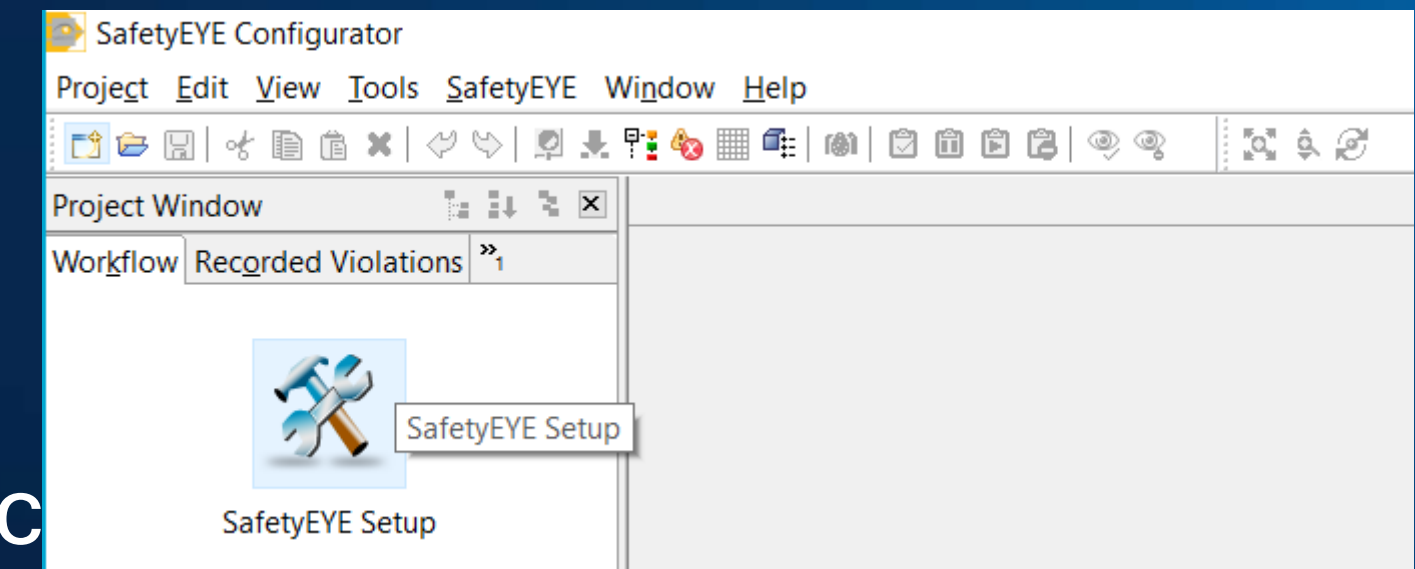 SafetyEYE Configurator
Project Edit View Tools SafetyEYE Window Help
Project Window
Workflow Recorded Violations »1
SafetyEYE Setup
SafetyEYE Setup
C